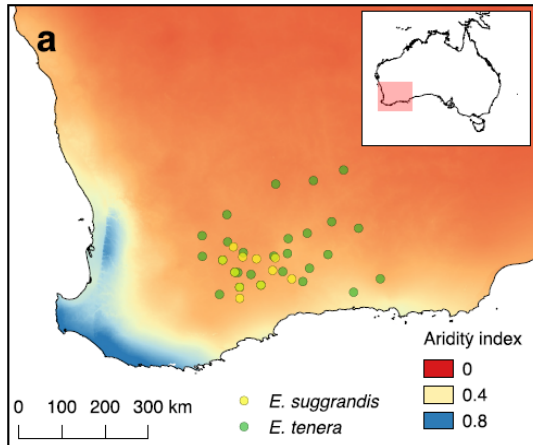 a
Aridity index
0
0.4
0.8
E. suggrandis
E. tenera
0 100 200 300 km